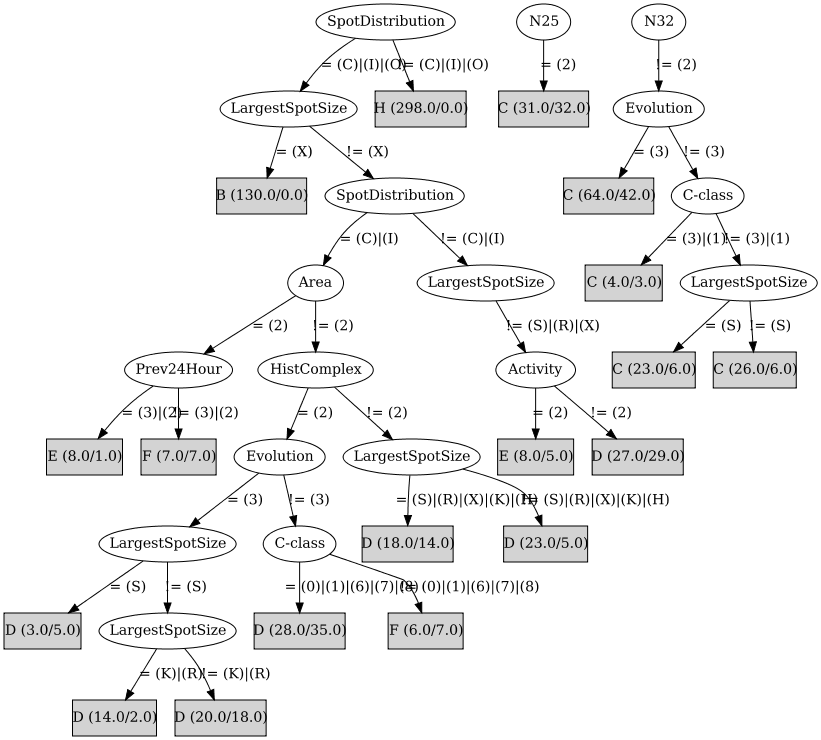 SpotDistribution
N25
N32
= (C)|(I)|(O)
!= (C)|(I)|(O)
= (2)
!= (2)
LargestSpotSize
H (298.0/0.0)
C (31.0/32.0)
Evolution
= (X)
!= (X)
= (3)
!= (3)
B (130.0/0.0)
SpotDistribution
C (64.0/42.0)
C-class
= (C)|(I)
!= (C)|(I)
= (3)|(1)
!= (3)|(1)
Area
LargestSpotSize
C (4.0/3.0)
LargestSpotSize
= (2)
!= (2)
!= (S)|(R)|(X)
= (S)
!= (S)
Prev24Hour
HistComplex
Activity
C (23.0/6.0)
C (26.0/6.0)
= (3)|(2)
!= (3)|(2)
= (2)
!= (2)
= (2)
!= (2)
E (8.0/1.0)
F (7.0/7.0)
Evolution
LargestSpotSize
E (8.0/5.0)
D (27.0/29.0)
= (3)
!= (3)
= (S)|(R)|(X)|(K)|(H)
!= (S)|(R)|(X)|(K)|(H)
LargestSpotSize
C-class
D (18.0/14.0)
D (23.0/5.0)
= (S)
!= (S)
= (0)|(1)|(6)|(7)|(8)
!= (0)|(1)|(6)|(7)|(8)
D (3.0/5.0)
LargestSpotSize
D (28.0/35.0)
F (6.0/7.0)
= (K)|(R)
!= (K)|(R)
D (14.0/2.0)
D (20.0/18.0)